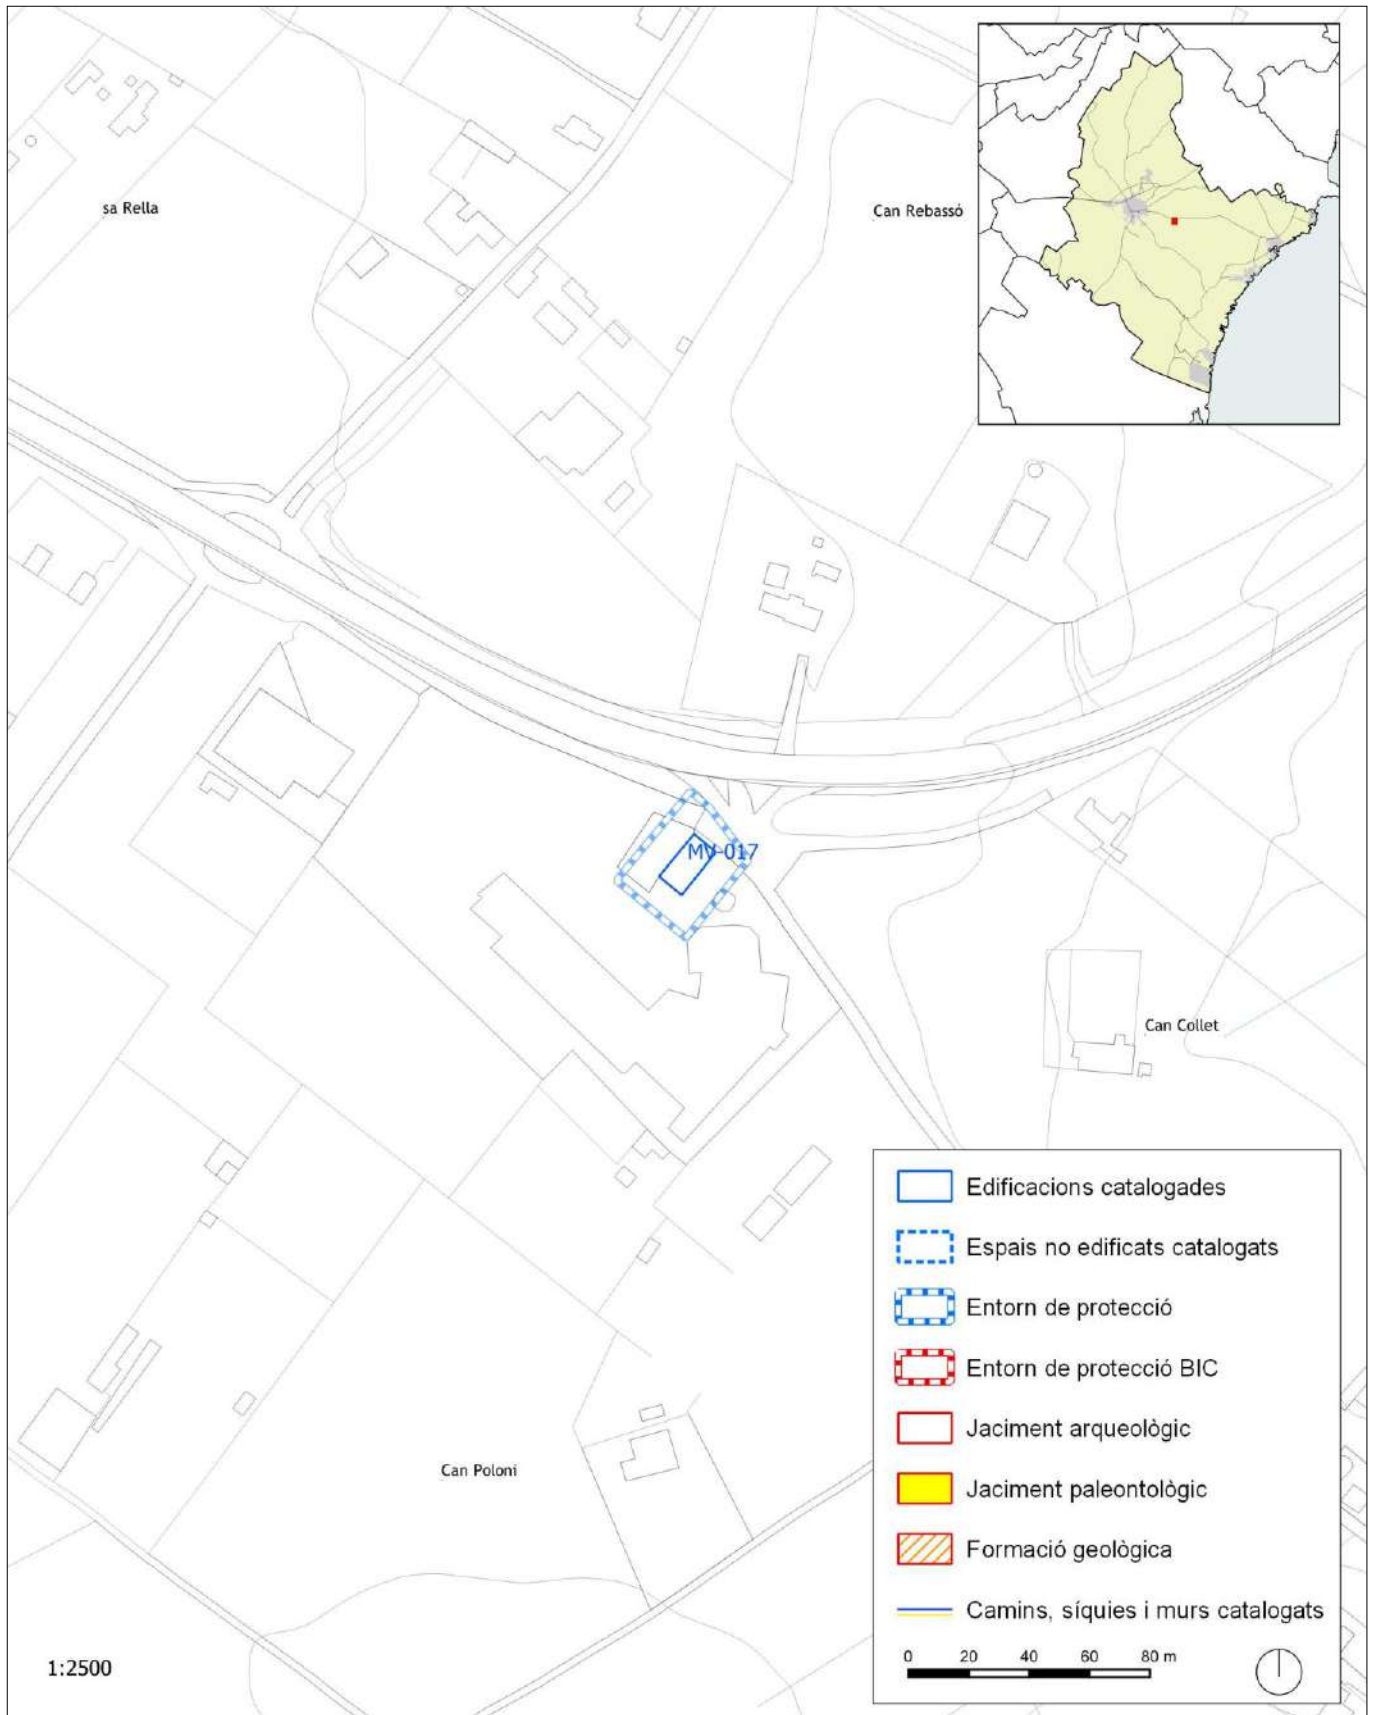 sa Rella
Can Rebassó
MV-017
Can Collet
Can Poloni
Edificacions catalogades
Espais no edificats catalogats
Entorn de protecció
Entorn de protecció BIC
Jaciment arqueològic
Jaciment paleontològic
Formació geològica
Camins, síquies i murs catalogats
0 20 40 60 80 m
1:2500